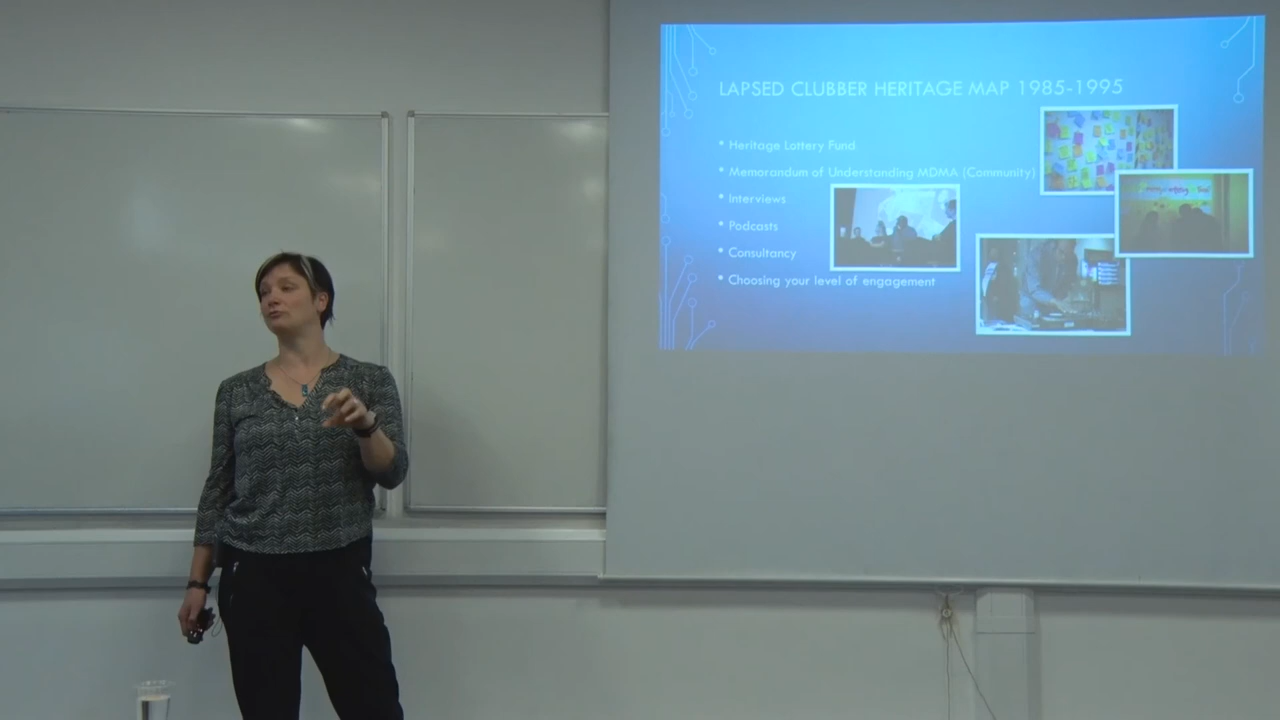 LAPSED CLUBBER HERITAGE MAP 1985-1995
• Heritage Lottery Fund
• Memorandum of Understanding MDMA (Community)
• Interviews
• Podcasts
• Consultancy
• Choosing your level of engagement